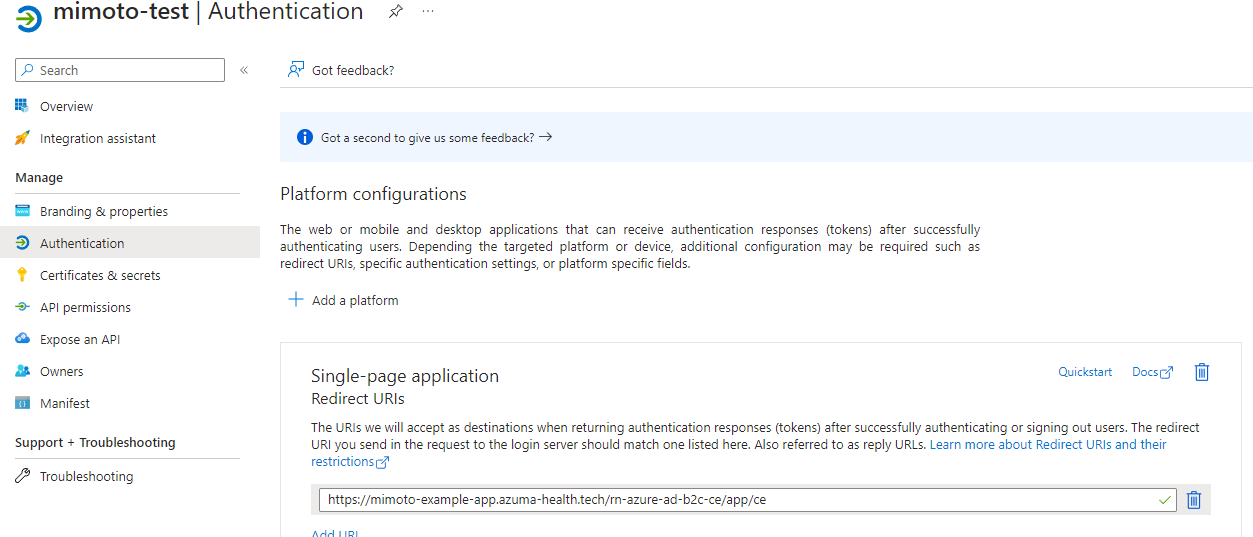 mimoto-test | Authentication
Search
«
Overview
Integration assistant
Manage
Branding & properties
Authentication
Certificates & secrets
API permissions
Expose an API
Owners
Manifest
Support + Troubleshooting
Troubleshooting
Got feedback?
Got a second to give us some feedback?
Platform configurations
The web or mobile and desktop applications that can receive authentication responses (tokens) after successfully
authenticating users. Depending the targeted platform or device, additional configuration may be required such as
redirect URIs, specific authentication settings, or platform specific fields.
Add a platform
Single-page application
Quickstart
Docs
Redirect URIs
The URIs we will accept as destinations when returning authentication responses (tokens) after successfully authenticating or signing out users. The redirect
URI you send in the request to the login server should match one listed here. Also referred to as reply URLs. Learn more about Redirect URIs and their
restrictions
https://mimoto-example-app.azuma-health.tech/rn-azure-ad-b2c-ce/app/ce
Add URI